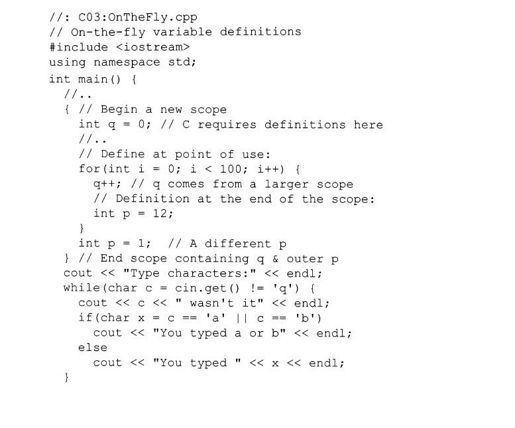 //: C03:OnTheFly.cpp
// On-the-fly variable definitions
#include <iostream>
using namespace std;
int main() {
  //..
  { // Begin a new scope
    int q = 0; // C requires definitions here
    //..
    // Define at point of use:
    for(int i = 0; i < 100; i++) {
      q++; // q comes from a larger scope
      // Definition at the end of the scope:
      int p = 12;
    }
    int p = 1;  // A different p
  } // End scope containing q & outer p
  cout << "Type characters:" << endl;
  while(char c = cin.get() != 'q') {
    cout << c << " wasn't it" << endl;
    if(char x = c == 'a' || c == 'b')
      cout << "You typed a or b" << endl;
    else
      cout << "You typed " << x << endl;
  }